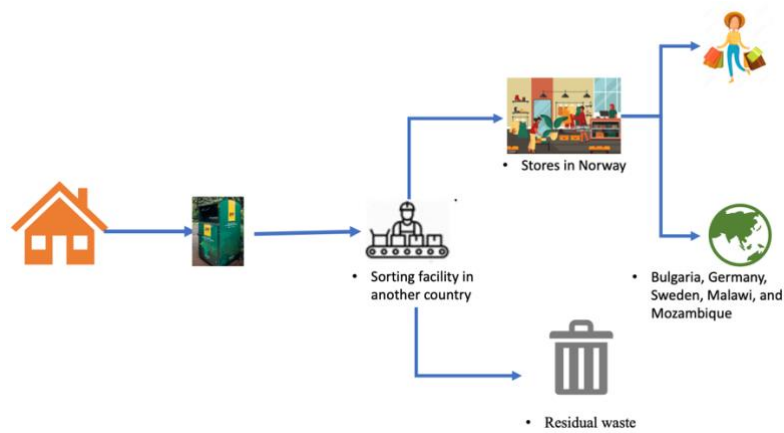 • Stores in Norway
• Sorting facility in
another country
• Bulgaria, Germany,
Sweden, Malawi, and
Mozambique
• Residual waste